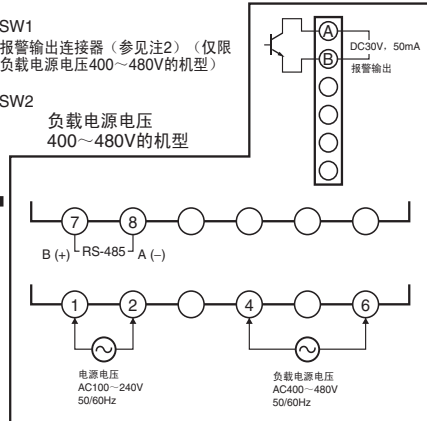 SW1
报警输出连接器（参见注2）（仅限
负载电源电压400～480V的机型）
SW2
负载电源电压
400～480V的机型
A
B
DC30V，50mA
报警输出
7
8
B (+)
RS-485
A (−)
1
2
4
6
电源电压
AC100～240V
50/60Hz
负载电源电压
AC400～480V
50/60Hz